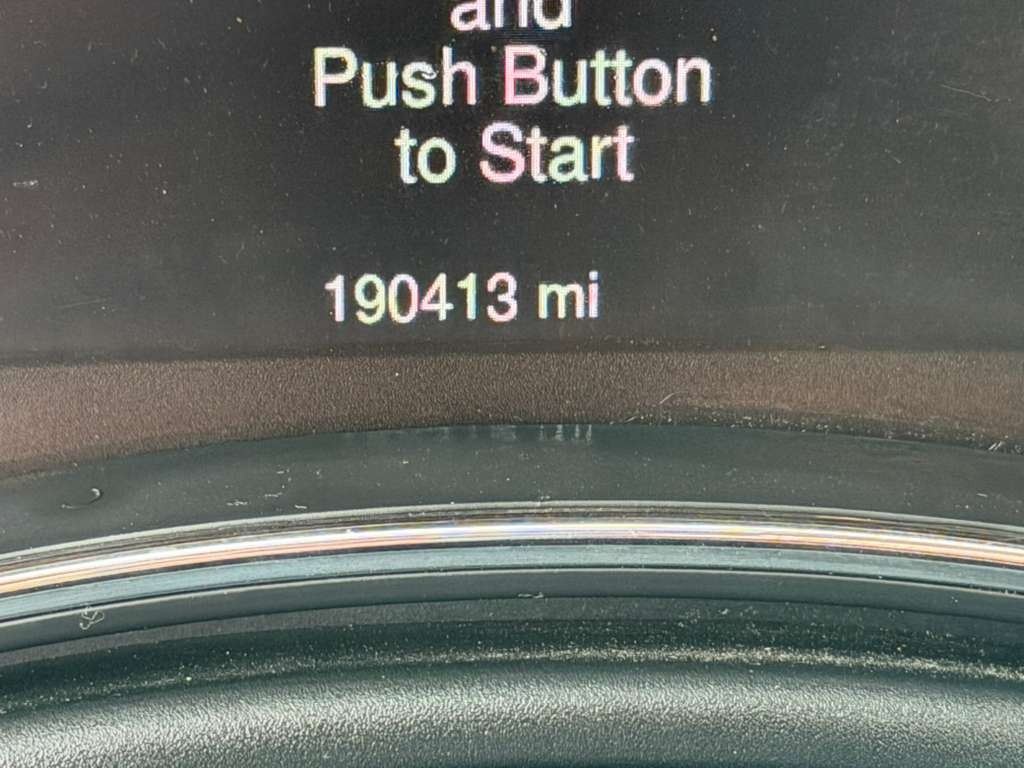 and
Push Button
to Start
190413 mi